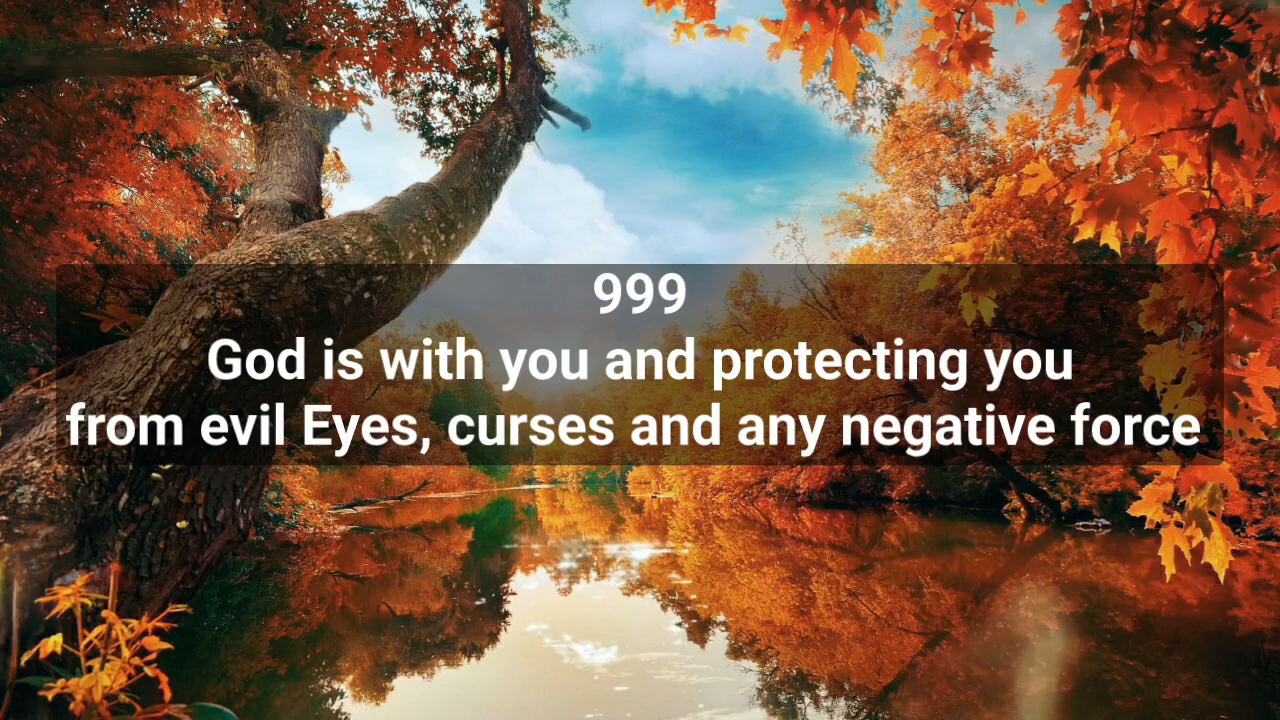 999
God is with you and protecting you
from evil Eyes, curses and any negative force